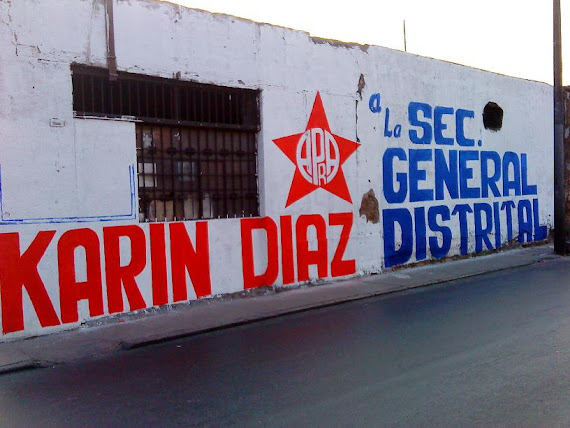 KARIN DIAZ
APRA
a La SEC.
GENERAL
DISTRITAL